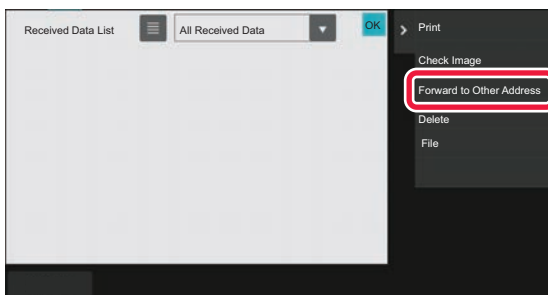 Received Data List
All Received Data
OK
Print
Check Image
Forward to Other Address
Delete
File